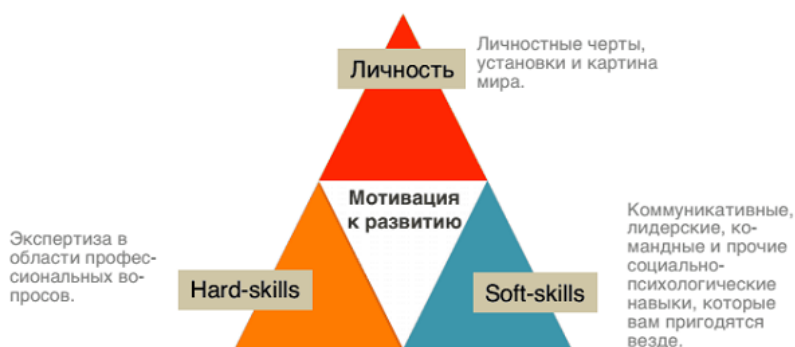 Личность
Личностные черты,
установки и картина
мира.
Мотивация
к развитию
Экспертиза в
области профес-
сиональных во-
просов.
Hard-skills
Soft-skills
Коммуникативные,
лидерские, ко-
мандные и прочие
социально-
психологические
навыки, которые
вам пригодятся
везде.